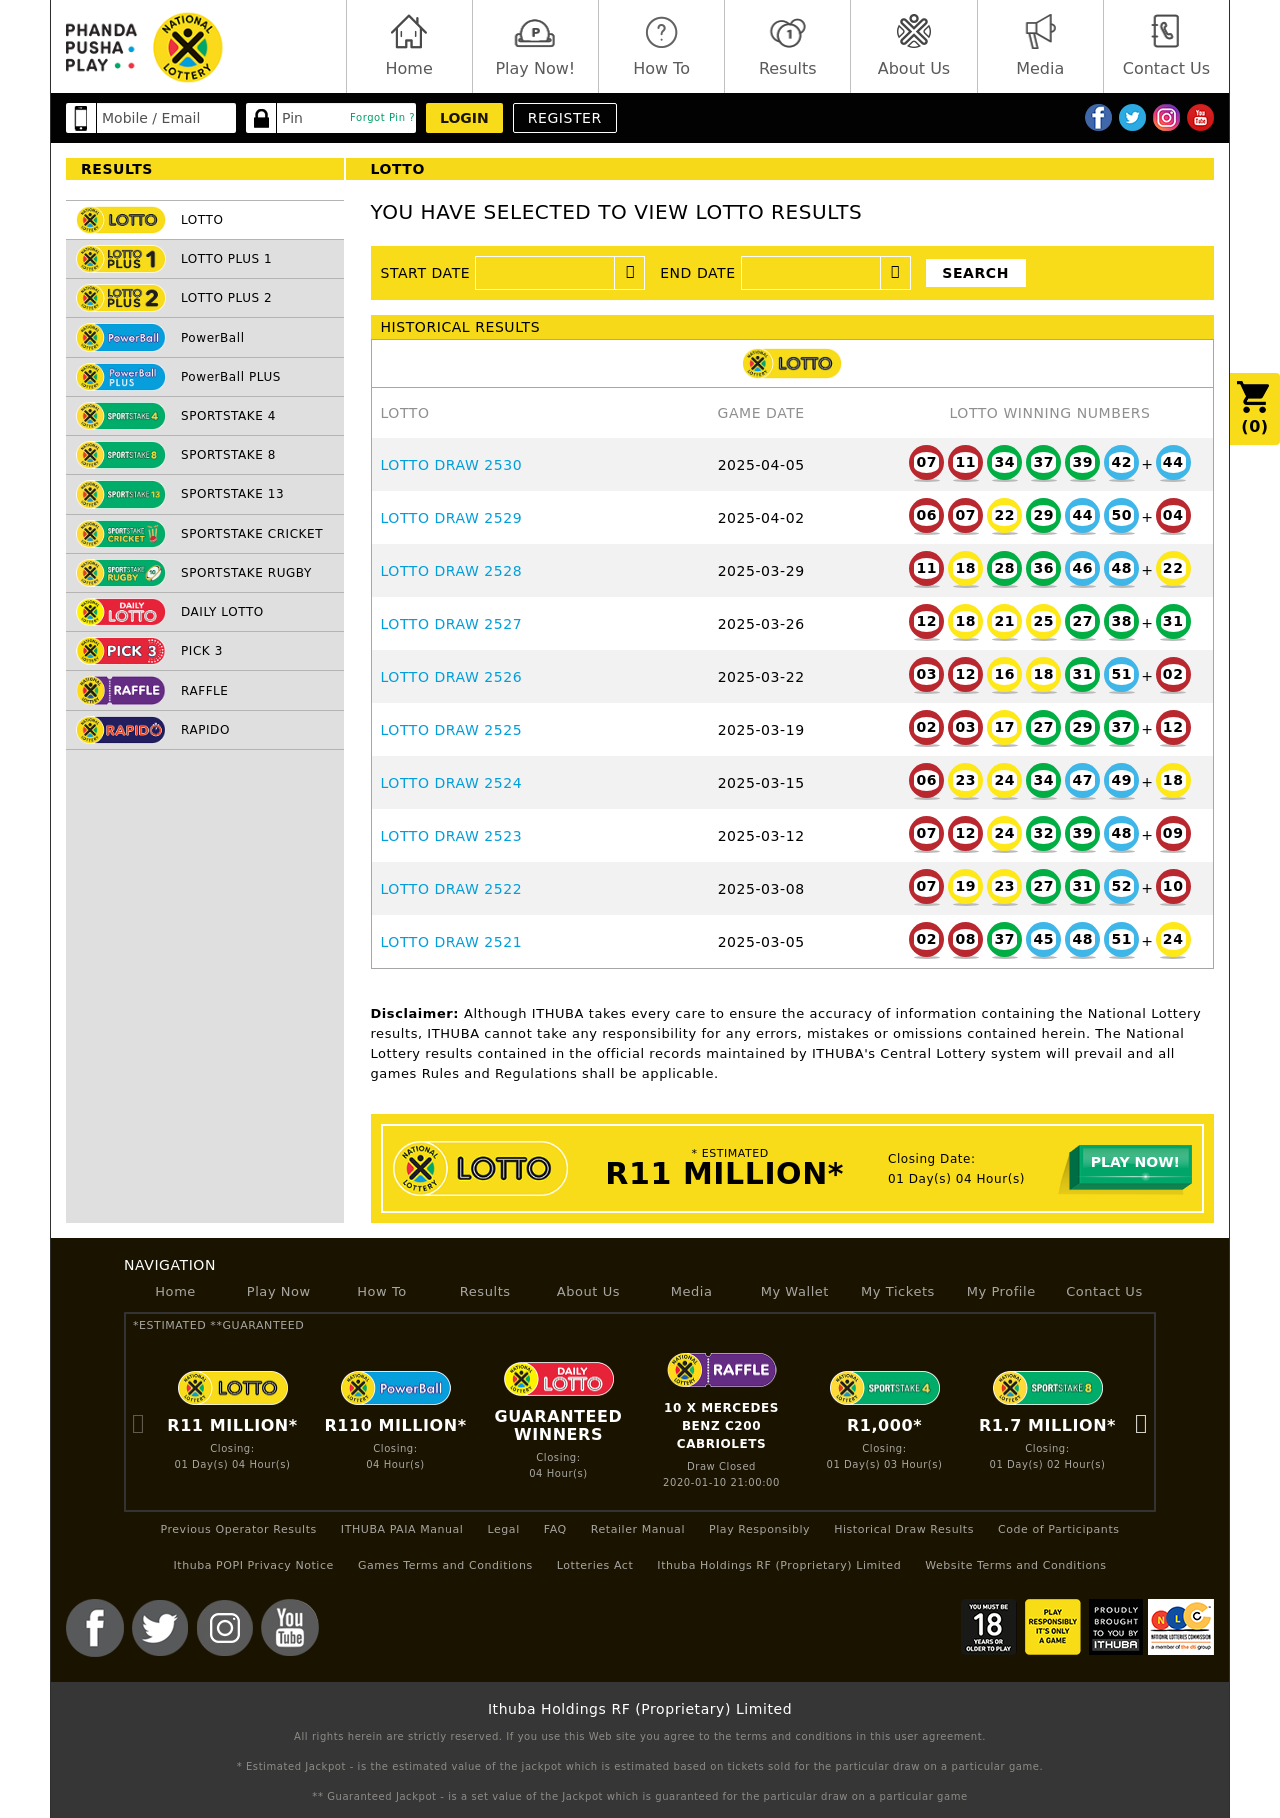 PHANDA
PUSHA
PLAY
NATIONAL
LOTTERY
Home
Play Now!
How To
Results
About Us
Media
Contact Us
Mobile / Email
Pin
Forgot Pin ?
LOGIN
REGISTER
RESULTS
LOTTO
LOTTO LOTTO
LOTTO PLUS 1 LOTTO PLUS 1
LOTTO PLUS 2 LOTTO PLUS 2
PowerBall PowerBall
PowerBall PLUS PowerBall PLUS
SPORTSTAKE 4 SPORTSTAKE 4
SPORTSTAKE 8 SPORTSTAKE 8
SPORTSTAKE 13 SPORTSTAKE 13
SPORTSTAKE CRICKET SPORTSTAKE CRICKET
SPORTSTAKE RUGBY SPORTSTAKE RUGBY
DAILY LOTTO DAILY LOTTO
PICK 3 PICK 3
RAFFLE RAFFLE
RAPIDO RAPIDO
YOU HAVE SELECTED TO VIEW LOTTO RESULTS
START DATE END DATE SEARCH
HISTORICAL RESULTS
LOTTO
LOTTO GAME DATE LOTTO WINNING NUMBERS
LOTTO DRAW 2530 2025-04-05 07 11 34 37 39 42 + 44
LOTTO DRAW 2529 2025-04-02 06 07 22 29 44 50 + 04
LOTTO DRAW 2528 2025-03-29 11 18 28 36 46 48 + 22
LOTTO DRAW 2527 2025-03-26 12 18 21 25 27 38 + 31
LOTTO DRAW 2526 2025-03-22 03 12 16 18 31 51 + 02
LOTTO DRAW 2525 2025-03-19 02 03 17 27 29 37 + 12
LOTTO DRAW 2524 2025-03-15 06 23 24 34 47 49 + 18
LOTTO DRAW 2523 2025-03-12 07 12 24 32 39 48 + 09
LOTTO DRAW 2522 2025-03-08 07 19 23 27 31 52 + 10
LOTTO DRAW 2521 2025-03-05 02 08 37 45 48 51 + 24
(0)
Disclaimer: Although ITHUBA takes every care to ensure the accuracy of information containing the National Lottery
results, ITHUBA cannot take any responsibility for any errors, mistakes or omissions contained herein. The National
Lottery results contained in the official records maintained by ITHUBA's Central Lottery system will prevail and all
games Rules and Regulations shall be applicable.
NATIONAL LOTTERY
LOTTO
* ESTIMATED
R11 MILLION*
Closing Date:
01 Day(s) 04 Hour(s)
PLAY NOW!
NAVIGATION
Home Play Now How To Results About Us Media My Wallet My Tickets My Profile Contact Us
*ESTIMATED **GUARANTEED
LOTTO
R11 MILLION*
Closing:
01 Day(s) 04 Hour(s)
PowerBall
R110 MILLION*
Closing:
04 Hour(s)
DAILY LOTTO
GUARANTEED
WINNERS
Closing:
04 Hour(s)
RAFFLE
10 X MERCEDES
BENZ C200
CABRIOLETS
Draw Closed
2020-01-10 21:00:00
SPORTSTAKE 4
R1,000*
Closing:
01 Day(s) 03 Hour(s)
SPORTSTAKE 8
R1.7 MILLION*
Closing:
01 Day(s) 02 Hour(s)
Previous Operator Results ITHUBA PAIA Manual Legal FAQ Retailer Manual Play Responsibly Historical Draw Results Code of Participants
Ithuba POPI Privacy Notice Games Terms and Conditions Lotteries Act Ithuba Holdings RF (Proprietary) Limited Website Terms and Conditions
You
Tube
YOU MUST BE
18
YEARS OR
OLDER TO PLAY
PLAY
RESPONSIBLY
IT'S ONLY
A GAME
PROUDLY
BROUGHT
TO YOU BY
ITHUBA
NLC
NATIONAL LOTTERIES COMMISSION
a member of the dti group
Ithuba Holdings RF (Proprietary) Limited
All rights herein are strictly reserved. If you use this Web site you agree to the terms and conditions in this user agreement.
* Estimated Jackpot - is the estimated value of the jackpot which is estimated based on tickets sold for the particular draw on a particular game.
** Guaranteed Jackpot - is a set value of the Jackpot which is guaranteed for the particular draw on a particular game